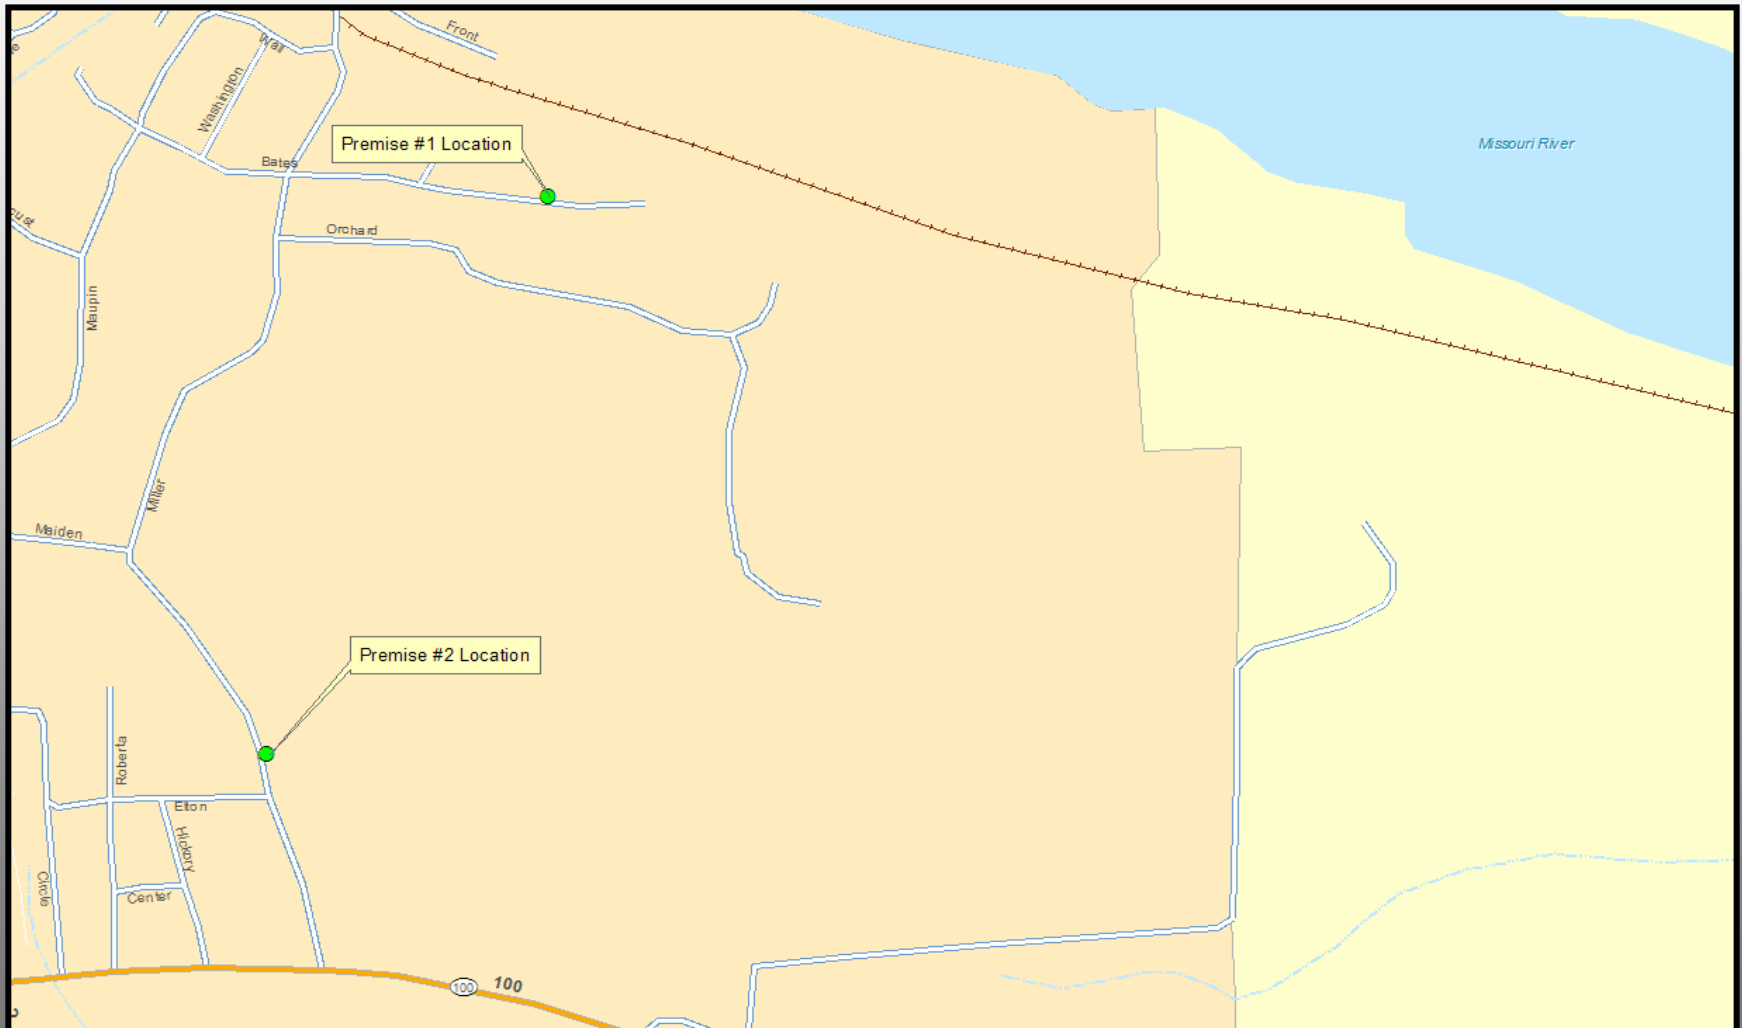 Front
Wall
Washington
Missouri River
Premise #1 Location
Bates
Orchard
Maupin
Miller
Maiden
Premise #2 Location
Roberta
Elton
Hickory
Circle
Center
100
100